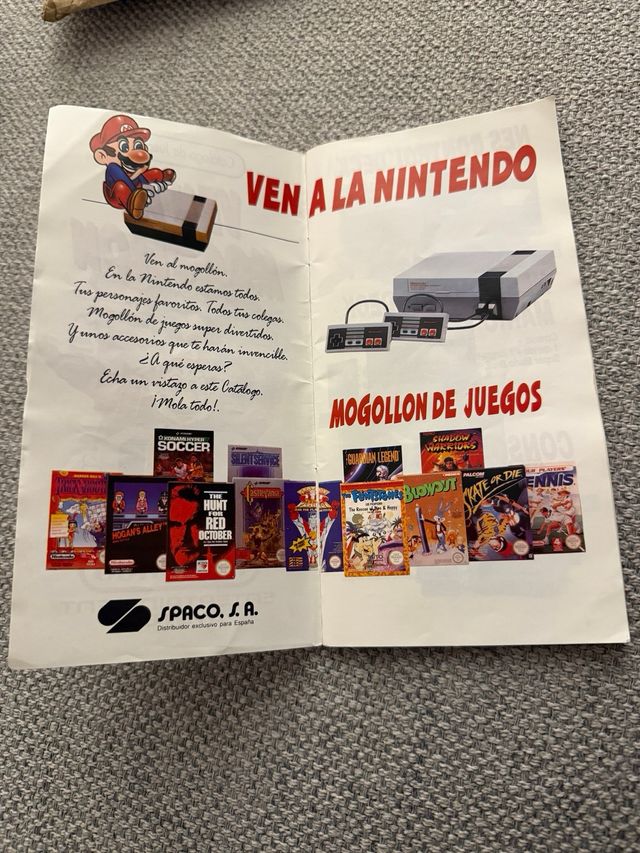 VEN A LA NINTENDO
Ven al mogollón.
En la Nintendo estamos todos.
Tus personajes favoritos. Todos tus colegas.
Mogollón de juegos super divertidos.
Y unos accesorios que te harán invencible.
¿A qué esperas?
Echa un vistazo a este Catálogo.
¡Mola todo!.
MOGOLLON DE JUEGOS
KONAMI HYPER
SOCCER
SILENT SERVICE
HOGAN'S ALLEY
THE
HUNT
FOR
RED
OCTOBER
Castlevania
GUARDIAN LEGEND
THE FLINTSTONES
The Rescue of Dino & Hoppy
SHADOW
WARRIORS
BLOWOUT
SKATE OR DIE
TENNIS
Nintendo
SPACO, S.A.
Distribuidor exclusivo para España